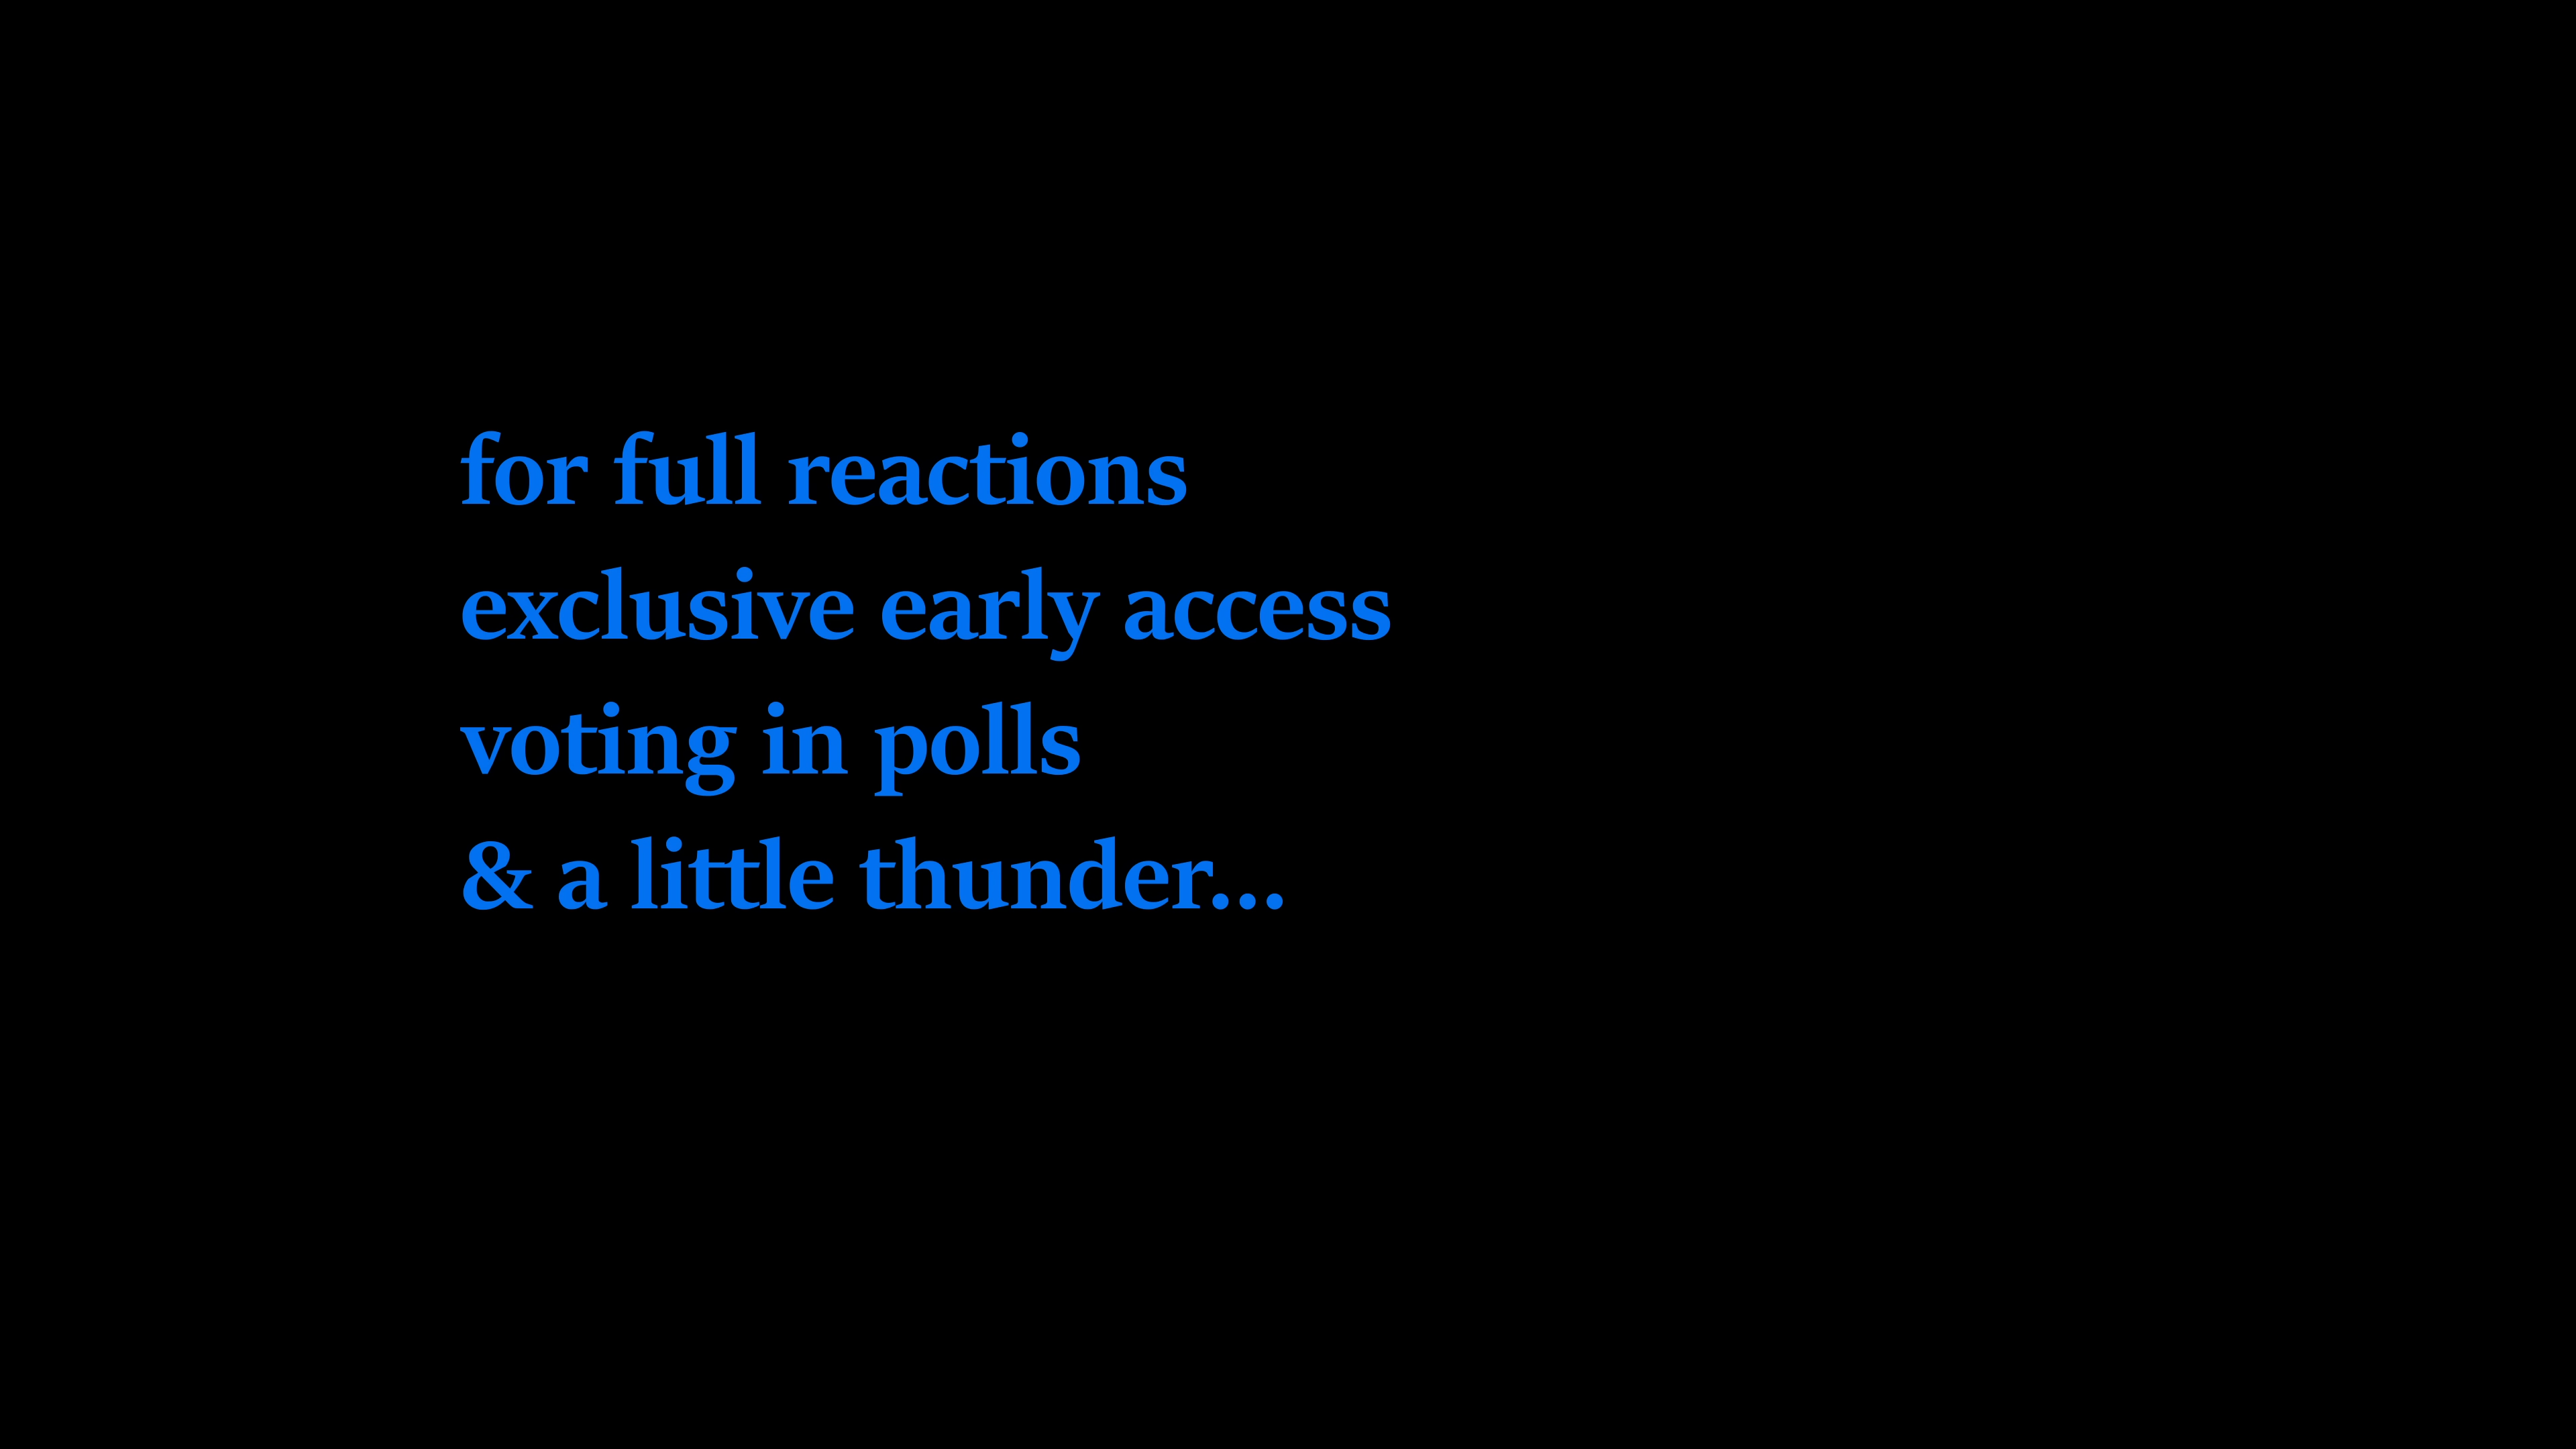 for full reactions
exclusive early access
voting in polls
& a little thunder...